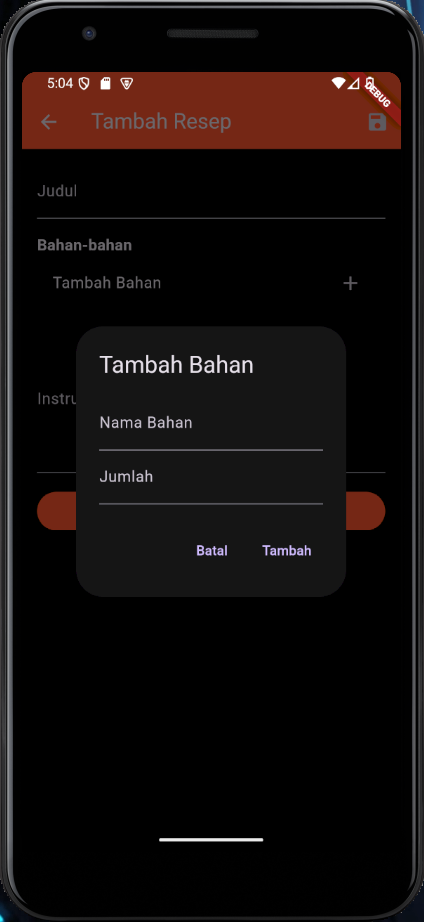 5:04
DEBUG
Tambah Resep
Judul
Bahan-bahan
Tambah Bahan
Instru
Tambah Bahan
Nama Bahan
Jumlah
Batal Tambah